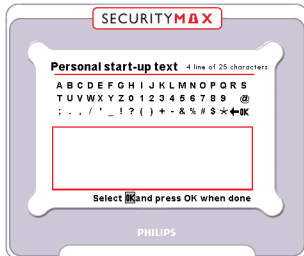 SECURITYMAX
Personal start-up text 4 line of 25 characters
A B C D E F G H I J K L M N O P Q R S
T U V W X Y Z 0 1 2 3 4 5 6 7 8 9 @
; . , / ' _ ! ? ( ) + - & % # $ * ←OK
Select OK and press OK when done
PHILIPS